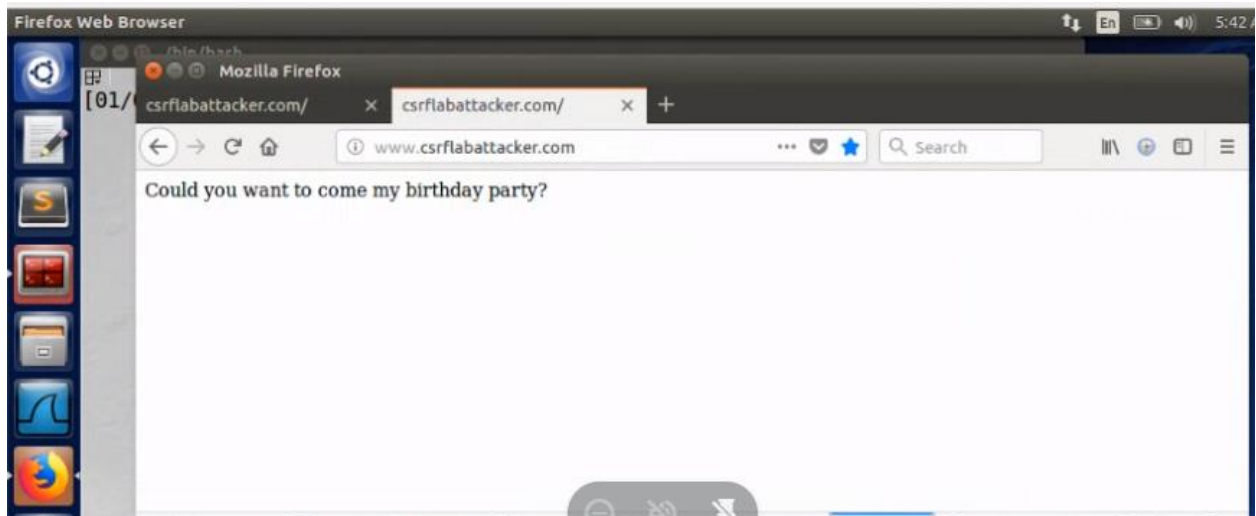 Firefox Web Browser
En
5:42
/bin/bash
Mozilla Firefox
[01/
csrflabattacker.com/
csrflabattacker.com/
www.csrflabattacker.com
Search
Could you want to come my birthday party?